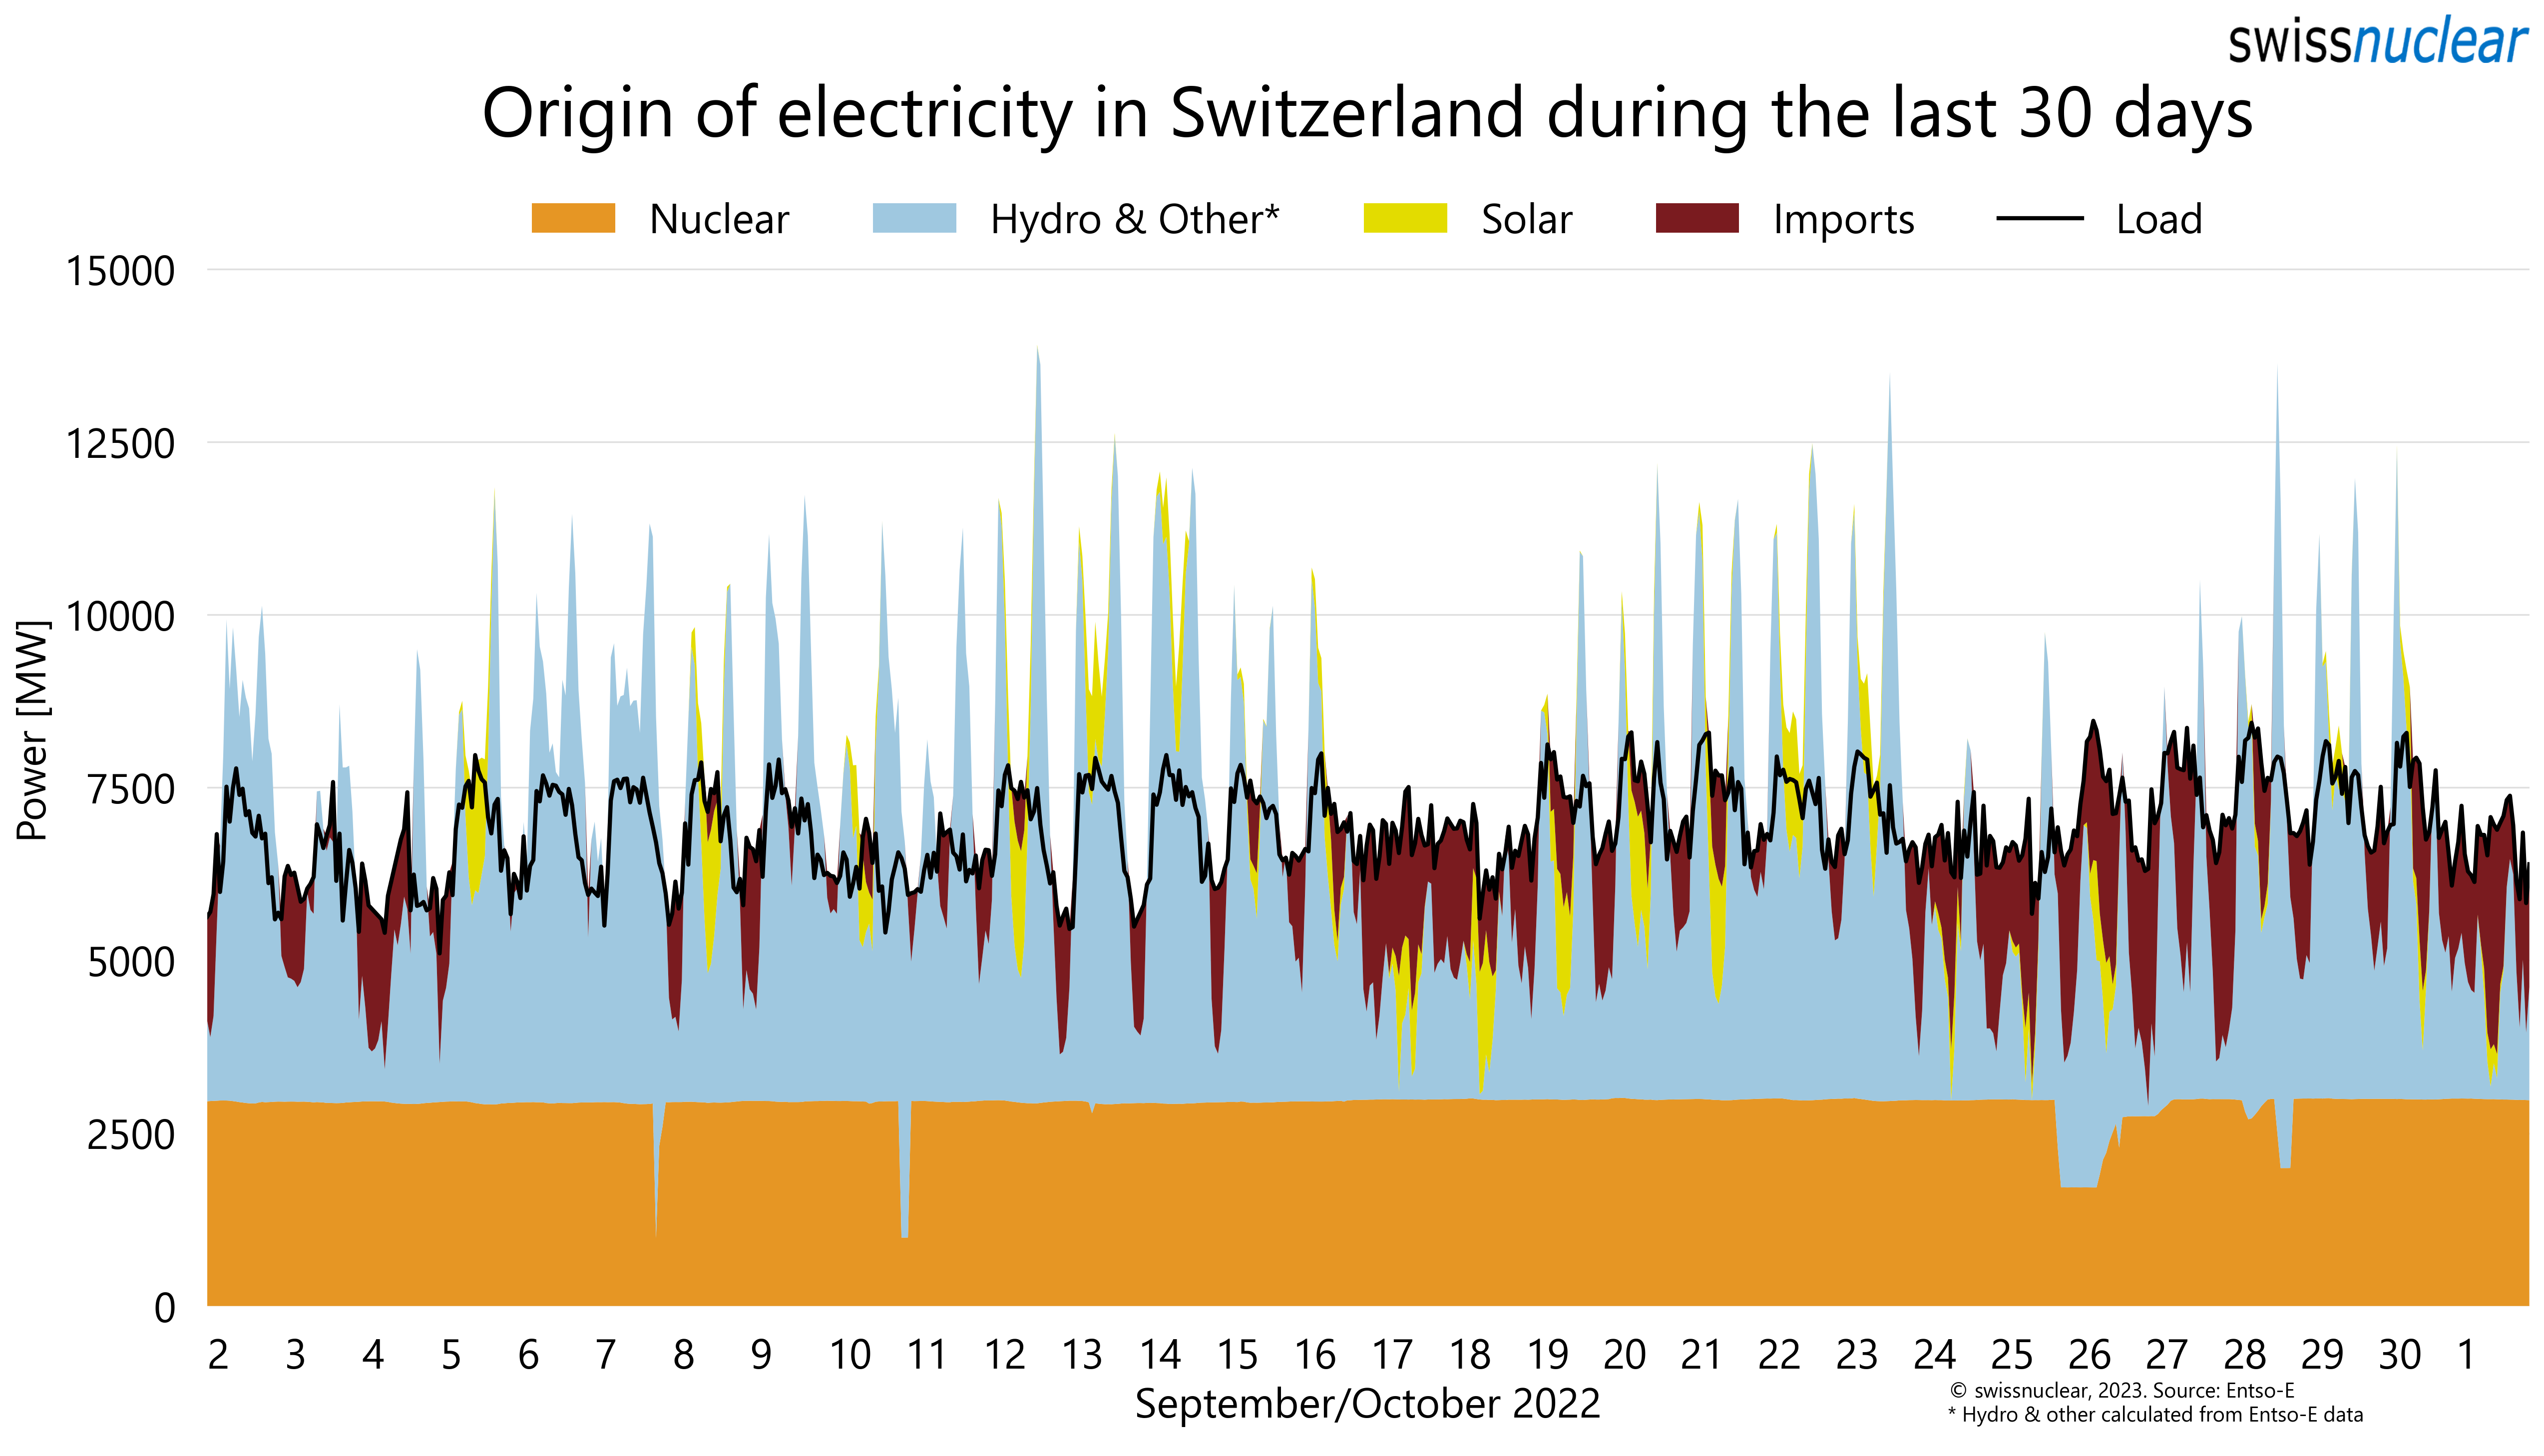 swissnuclear
Origin of electricity in Switzerland during the last 30 days
Nuclear Hydro & Other* Solar Imports Load
15000
12500
10000
7500
5000
2500
0
Power [MW]
2 3 4 5 6 7 8 9 10 11 12 13 14 15 16 17 18 19 20 21 22 23 24 25 26 27 28 29 30 1
September/October 2022
© swissnuclear, 2023. Source: Entso-E
* Hydro & other calculated from Entso-E data